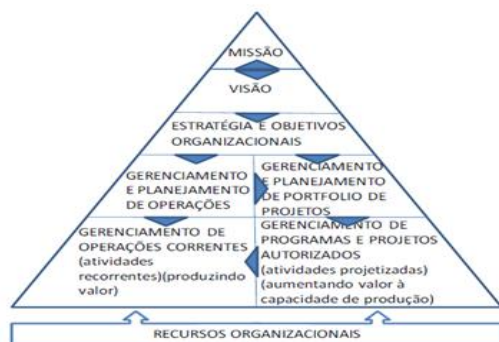 MISSÃO
VISÃO
ESTRATÉGIA E OBJETIVOS
ORGANIZACIONAIS
GERENCIAMENTO
E PLANEJAMENTO
DE OPERAÇÕES
GERENCIAMENTO
E PLANEJAMENTO
DE PORTFOLIO DE
PROJETOS
GERENCIAMENTO DE
OPERAÇÕES CORRENTES
(atividades
recorrentes)(produzindo
valor)
GERENCIAMENTO DE
PROGRAMAS E PROJETOS
AUTORIZADOS
(atividades projetizadas)
(aumentando valor à
capacidade de produção)
RECURSOS ORGANIZACIONAIS